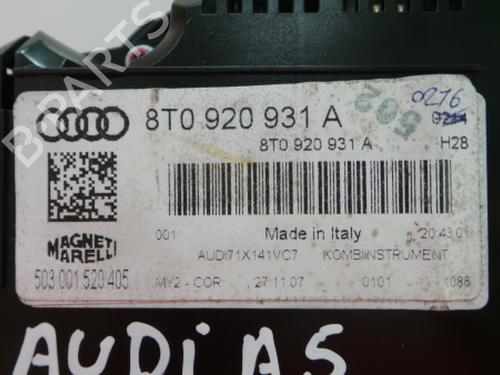 B-PARTS
502
0216
8T0 920 931 A
8T0 920 931 A
H28
001
Made in Italy
20:43:01
MAGNETI
MARELLI
AUDI71X141VC7
KOMBIINSTRUMENT
503 001.520.405
MY2 - COR
27.11.07
0101
AUDI A5